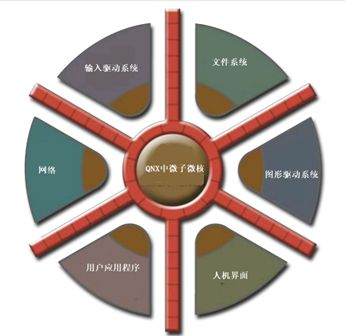 输入驱动系统
文件系统
网络
QNX中微子微核
图形驱动系统
用户应用程序
人机界面